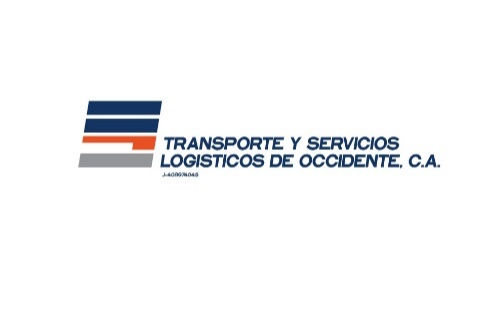 TRANSPORTE Y SERVICIOS
LOGISTICOS DE OCCIDENTE, C.A.